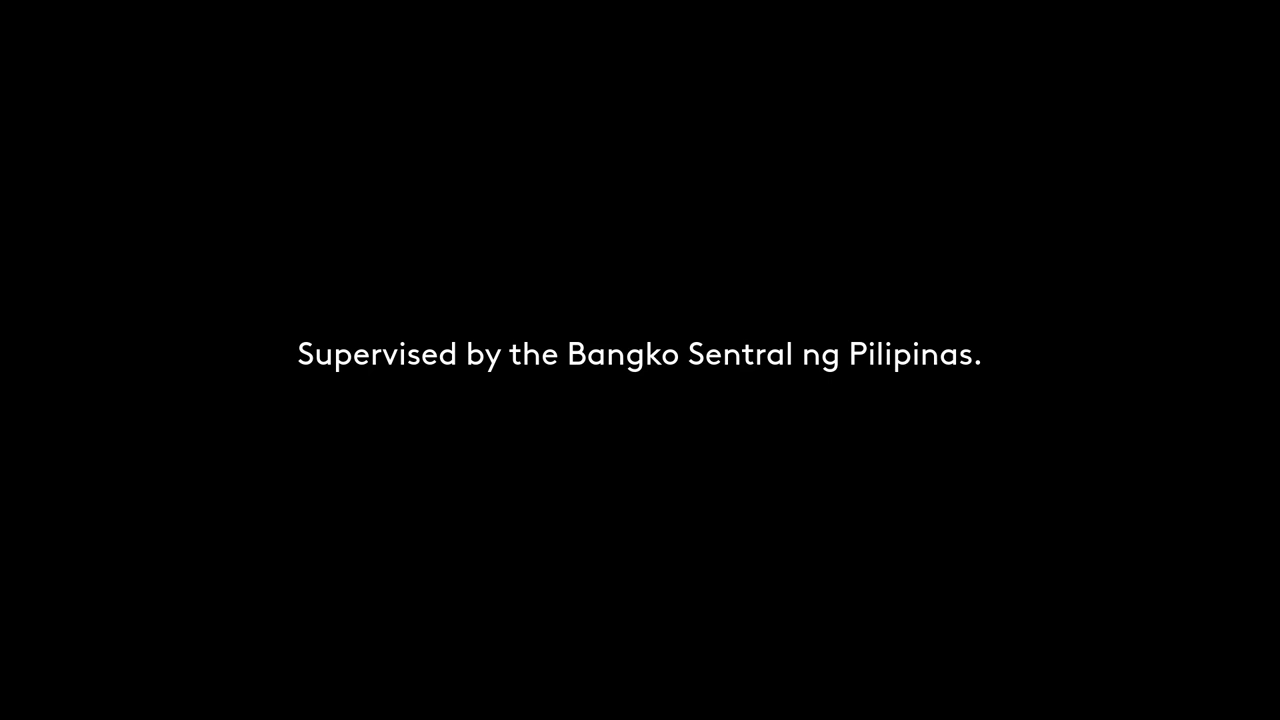 Supervised by the Bangko Sentral ng Pilipinas.